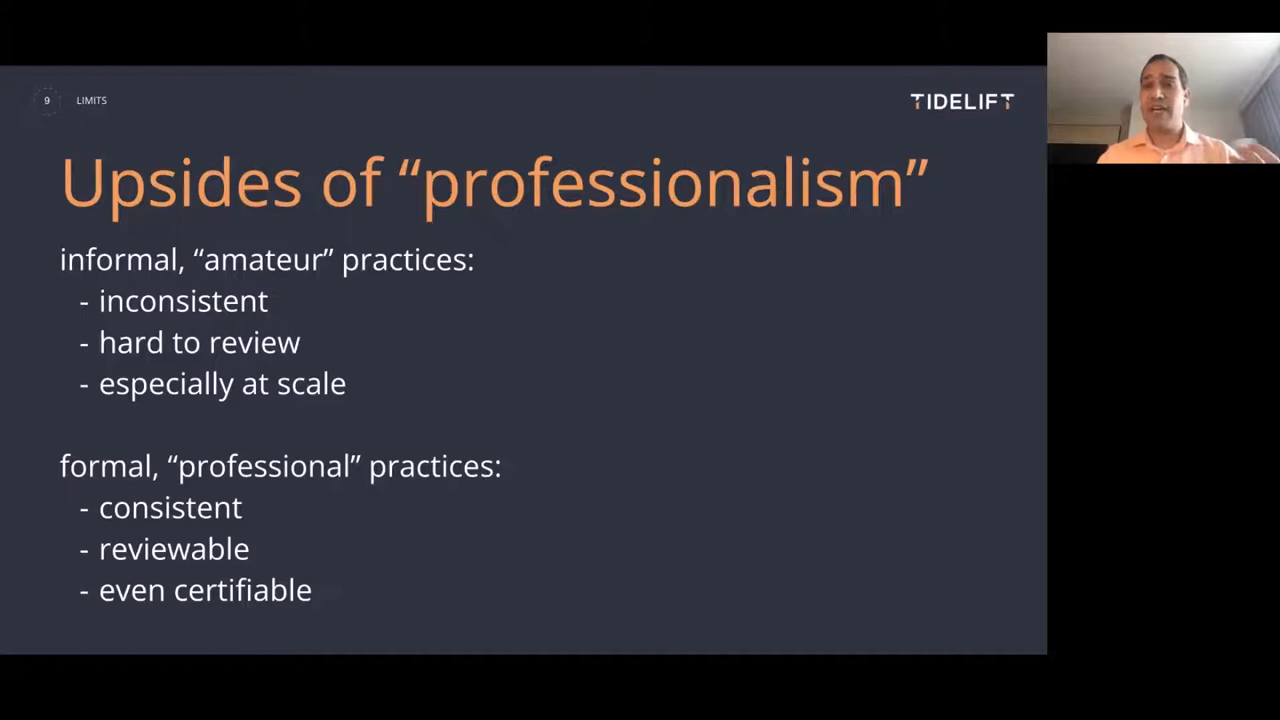 9 LIMITS
TIDELIFT
Upsides of “professionalism”
informal, “amateur” practices:
- inconsistent
- hard to review
- especially at scale
formal, “professional” practices:
- consistent
- reviewable
- even certifiable